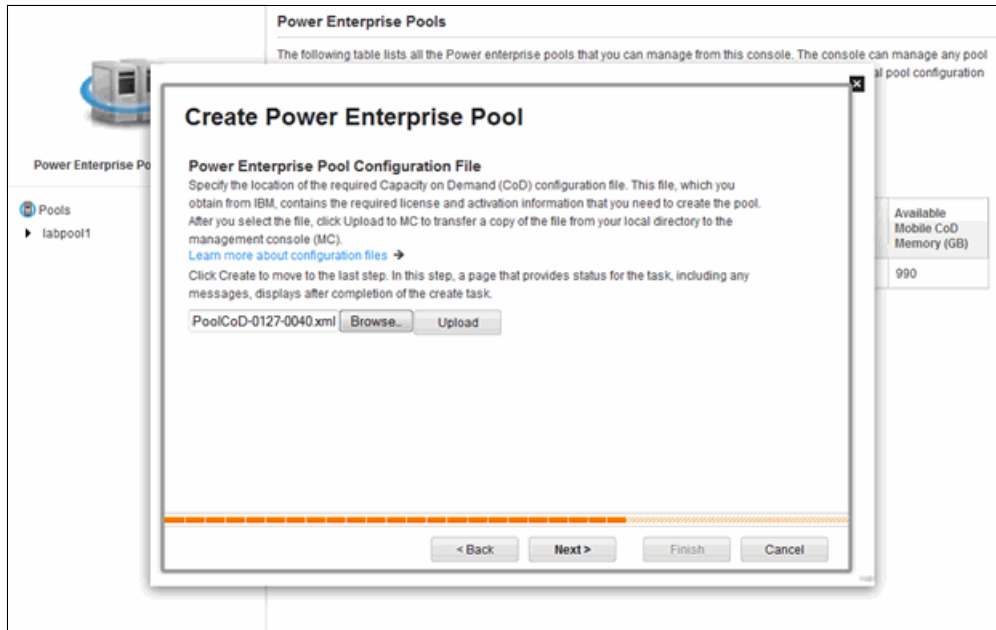 Power Enterprise Pools
The following table lists all the Power enterprise pools that you can manage from this console. The console can manage any pool
al pool configuration
Create Power Enterprise Pool
Power Enterprise Po
Power Enterprise Pool Configuration File
Specify the location of the required Capacity on Demand (CoD) configuration file. This file, which you
obtain from IBM, contains the required license and activation information that you need to create the pool.
After you select the file, click Upload to MC to transfer a copy of the file from your local directory to the
management console (MC).
Learn more about configuration files →
Click Create to move to the last step. In this step, a page that provides status for the task, including any
messages, displays after completion of the create task.
PoolCoD-0127-0040.xml Browse... Upload
Pools
labpool1
Available
Mobile CoD
Memory (GB)
990
< Back Next > Finish Cancel